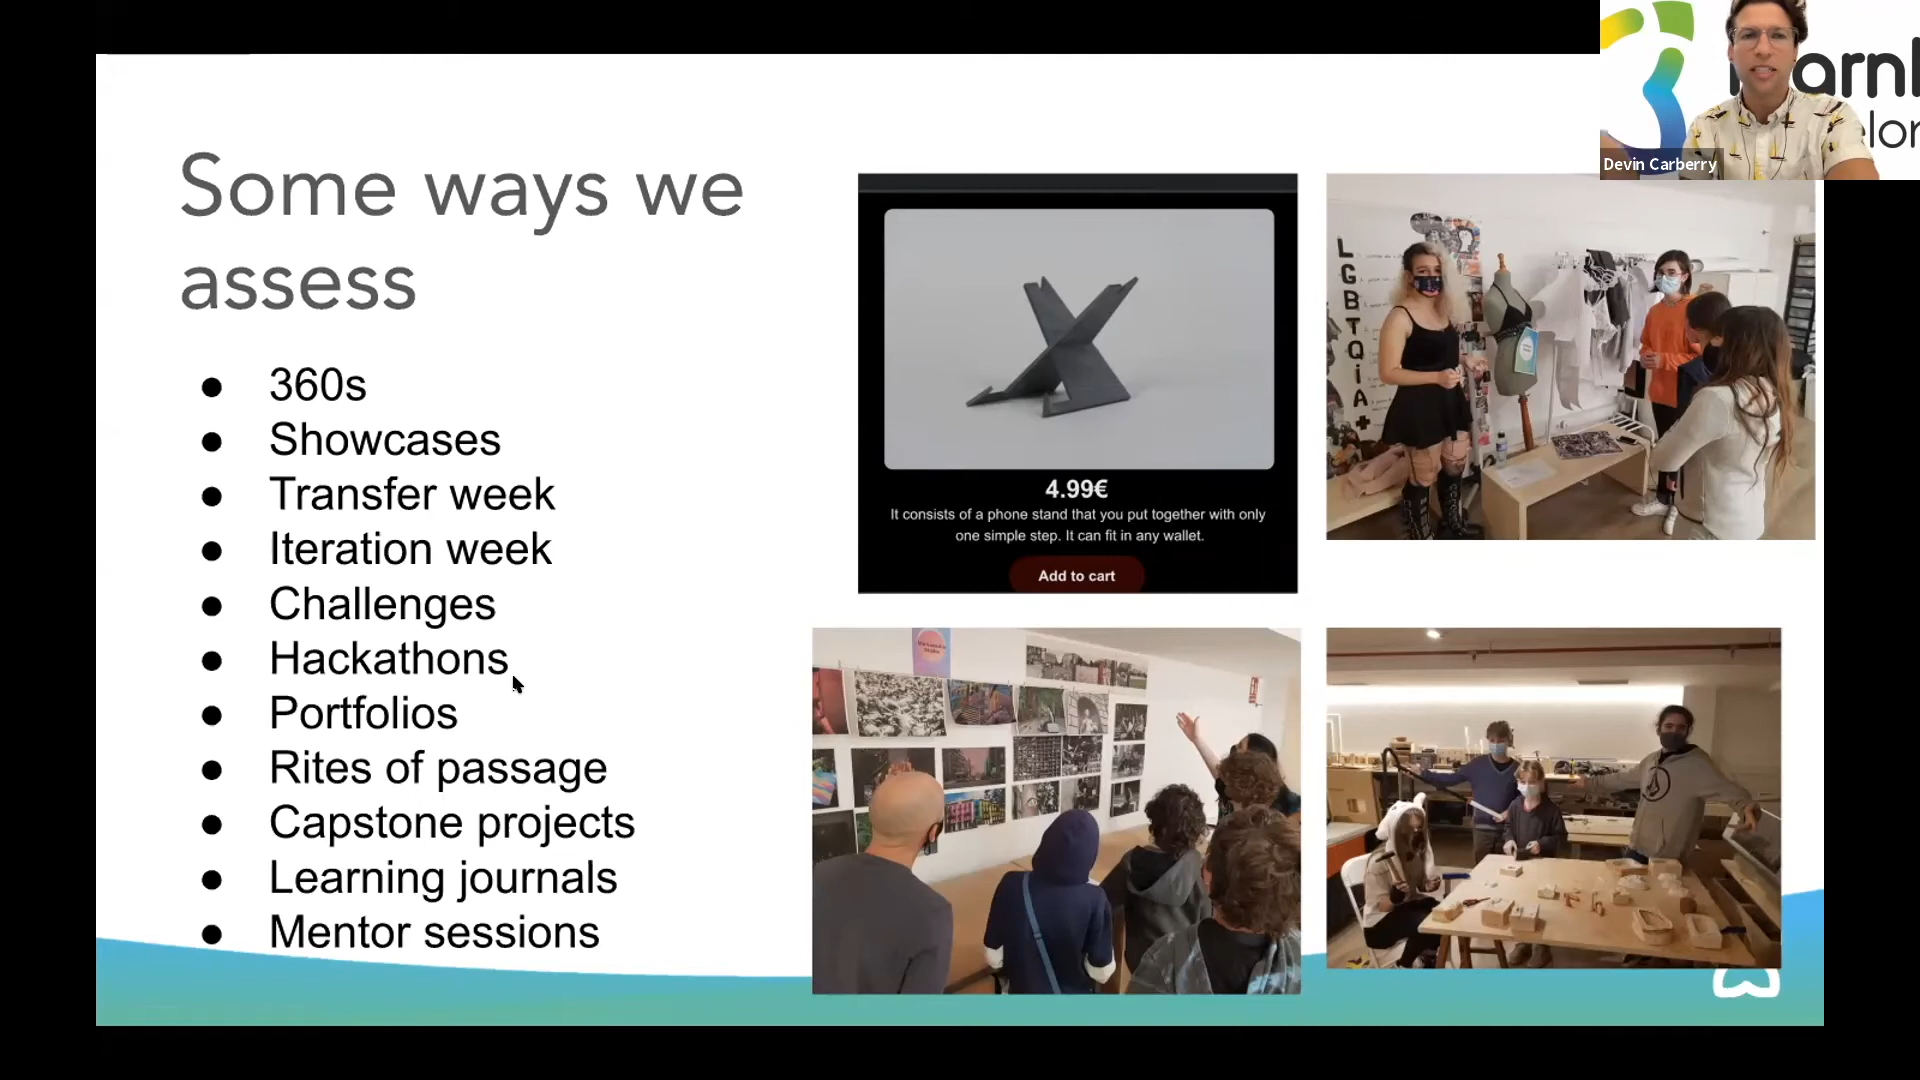 Some ways we
assess
● 360s
● Showcases
● Transfer week
● Iteration week
● Challenges
● Hackathons
● Portfolios
● Rites of passage
● Capstone projects
● Learning journals
● Mentor sessions
4.99€
It consists of a phone stand that you put together with only
one simple step. It can fit in any wallet.
Add to cart
LGBTQiA+
Devin Carberry